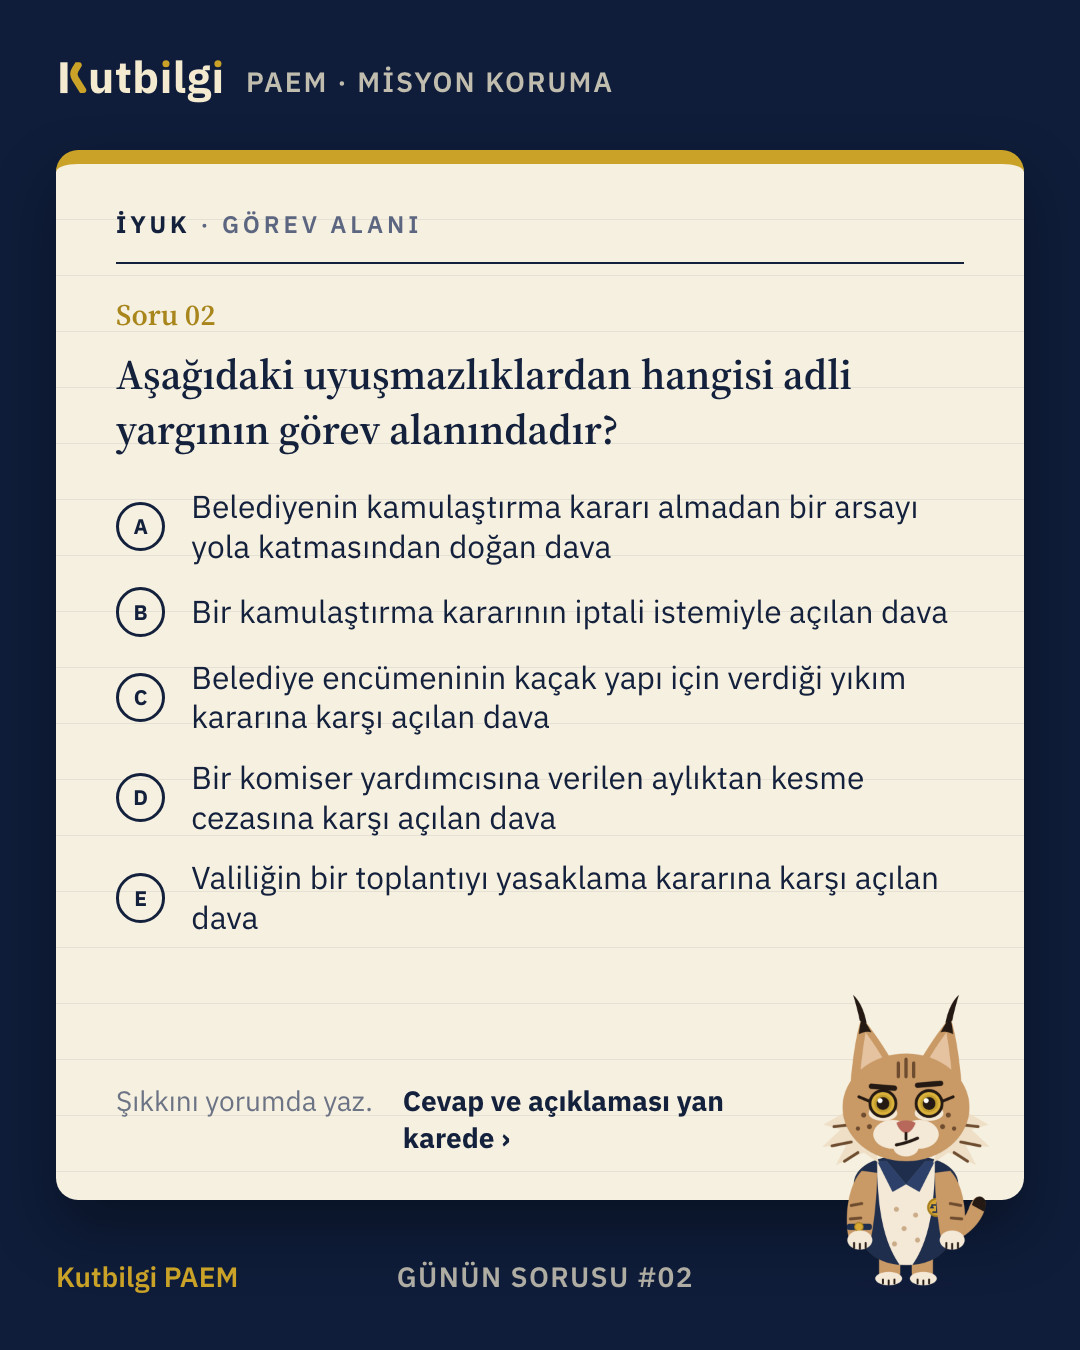 Kutbilgi PAEM · MİSYON KORUMA
İYUK · GÖREV ALANI
Soru 02
Aşağıdaki uyuşmazlıklardan hangisi adli
yargının görev alanındadır?
A Belediyenin kamulaştırma kararı almadan bir arsayı
yola katmasından doğan dava
B Bir kamulaştırma kararının iptali istemiyle açılan dava
C Belediye encümeninin kaçak yapı için verdiği yıkım
kararına karşı açılan dava
D Bir komiser yardımcısına verilen aylıktan kesme
cezasına karşı açılan dava
E Valiliğin bir toplantıyı yasaklama kararına karşı açılan
dava
Şıkkını yorumda yaz. Cevap ve açıklaması yan
karede ›
Kutbilgi PAEM GÜNÜN SORUSU #02